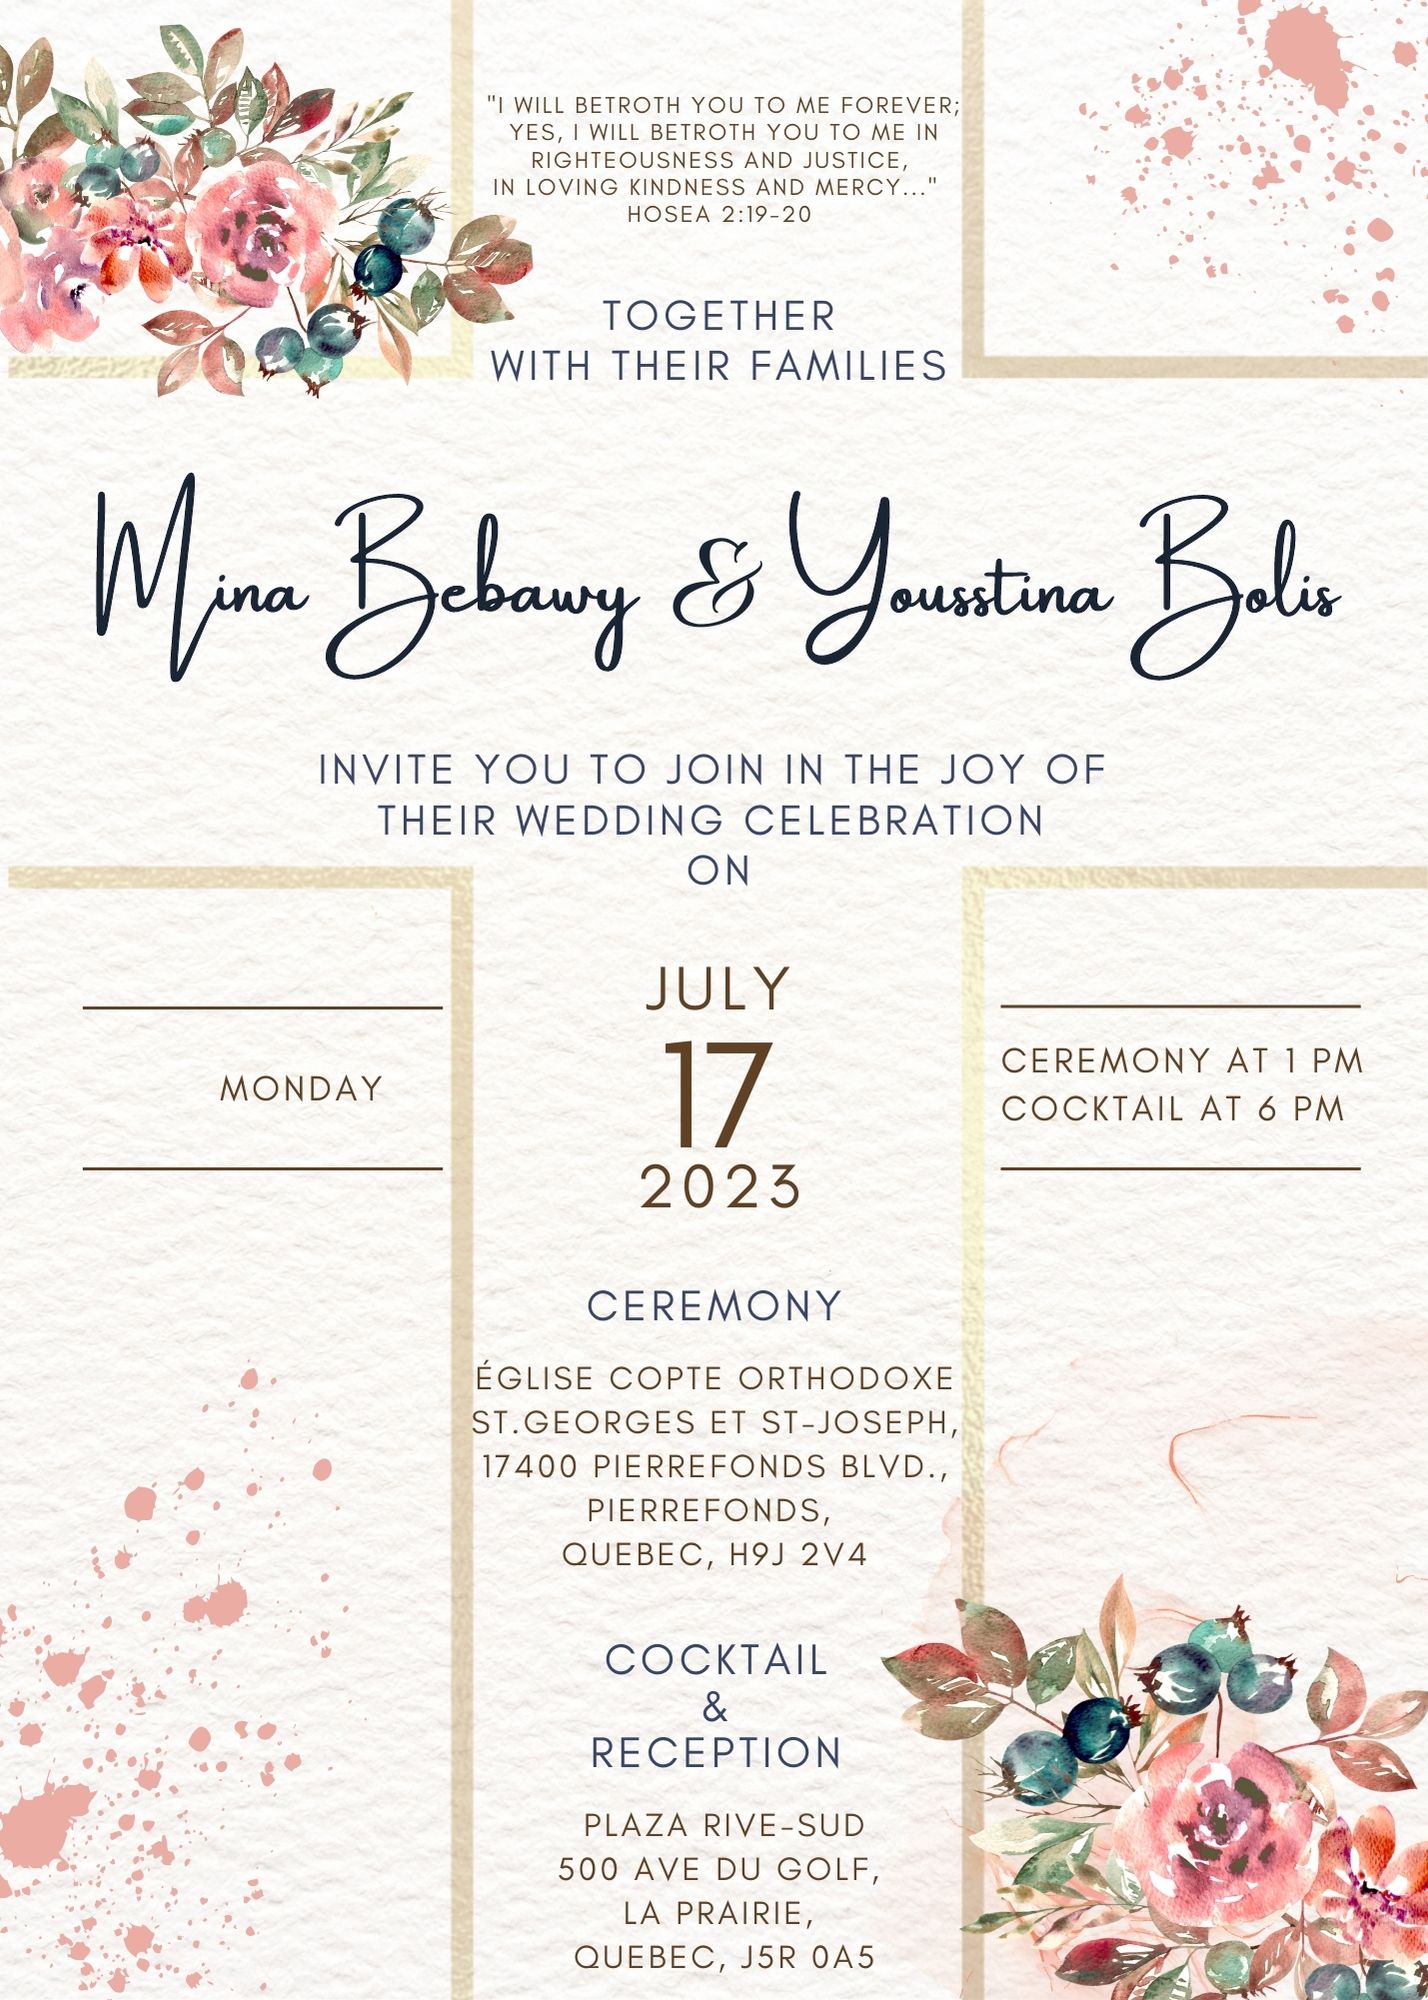 "I WILL BETROTH YOU TO ME FOREVER;
YES, I WILL BETROTH YOU TO ME IN
RIGHTEOUSNESS AND JUSTICE,
IN LOVING KINDNESS AND MERCY..."
HOSEA 2:19-20
TOGETHER
WITH THEIR FAMILIES
Mina Bebawy & Yousstina Bolis
INVITE YOU TO JOIN IN THE JOY OF
THEIR WEDDING CELEBRATION
ON
MONDAY
JULY
17
2023
CEREMONY AT 1 PM
COCKTAIL AT 6 PM
CEREMONY
ÉGLISE COPTE ORTHODOXE
ST.GEORGES ET ST-JOSEPH,
17400 PIERREFONDS BLVD.,
PIERREFONDS,
QUEBEC, H9J 2V4
COCKTAIL
&
RECEPTION
PLAZA RIVE-SUD
500 AVE DU GOLF,
LA PRAIRIE,
QUEBEC, J5R 0A5